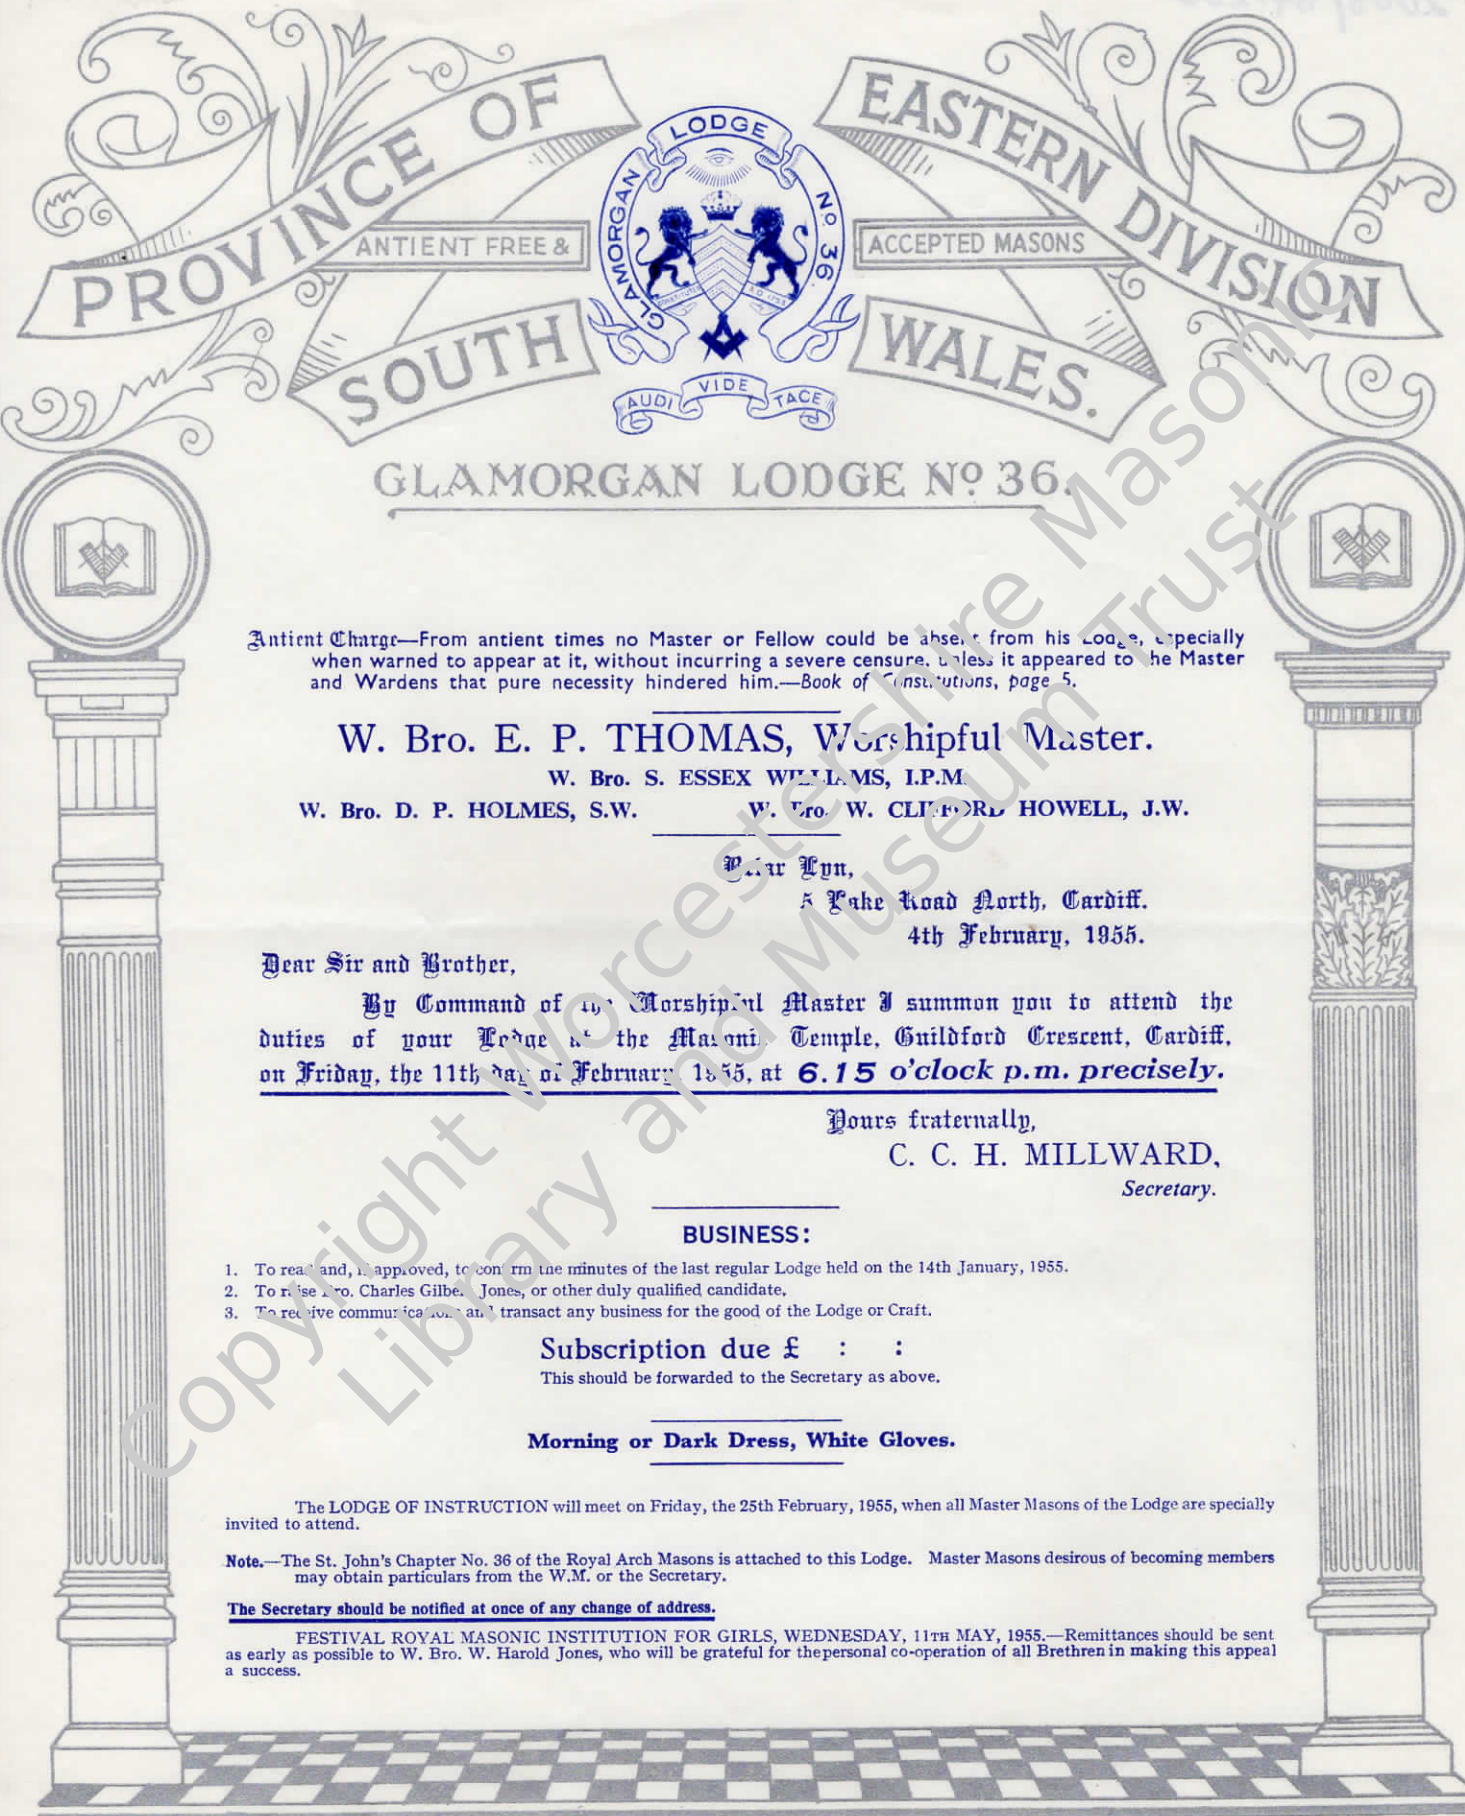 PROVINCE OF
EASTERN DIVISION
ANTIENT FREE &
ACCEPTED MASONS
SOUTH
WALES.
GLAMORGAN LODGE No 36.
AUDI VIDE TACE
GLAMORGAN LODGE No 36.
Antient Charge—From antient times no Master or Fellow could be absent from his Lodge, especially
when warned to appear at it, without incurring a severe censure, unless it appeared to the Master
and Wardens that pure necessity hindered him.—Book of Constitutions, page 5.
W. Bro. E. P. THOMAS, Worshipful Master.
W. Bro. S. ESSEX WILLIAMS, I.P.M.
W. Bro. D. P. HOLMES, S.W. W. Bro. W. CLIFFORD HOWELL, J.W.
Briar Lyn,
5 Lake Road North, Cardiff.
4th February, 1955.
Dear Sir and Brother,
By Command of the Worshipful Master I summon you to attend the
duties of your Lodge at the Masonic Temple, Guildford Crescent, Cardiff,
on Friday, the 11th day of February 1955, at 6.15 o'clock p.m. precisely.
Yours fraternally,
C. C. H. MILLWARD,
Secretary.
BUSINESS:
1. To read and, if approved, to confirm the minutes of the last regular Lodge held on the 14th January, 1955.
2. To raise Bro. Charles Gilbert Jones, or other duly qualified candidate,
3. To receive communications and transact any business for the good of the Lodge or Craft.
Subscription due £ : :
This should be forwarded to the Secretary as above.
Morning or Dark Dress, White Gloves.
The LODGE OF INSTRUCTION will meet on Friday, the 25th February, 1955, when all Master Masons of the Lodge are specially
invited to attend.
Note.—The St. John's Chapter No. 36 of the Royal Arch Masons is attached to this Lodge. Master Masons desirous of becoming members
may obtain particulars from the W.M. or the Secretary.
The Secretary should be notified at once of any change of address.
FESTIVAL ROYAL MASONIC INSTITUTION FOR GIRLS, WEDNESDAY, 11TH MAY, 1955.—Remittances should be sent
as early as possible to W. Bro. W. Harold Jones, who will be grateful for thepersonal co-operation of all Brethren in making this appeal
a success.
Copyright Worcestershire Masonic
Library and Museum Trust